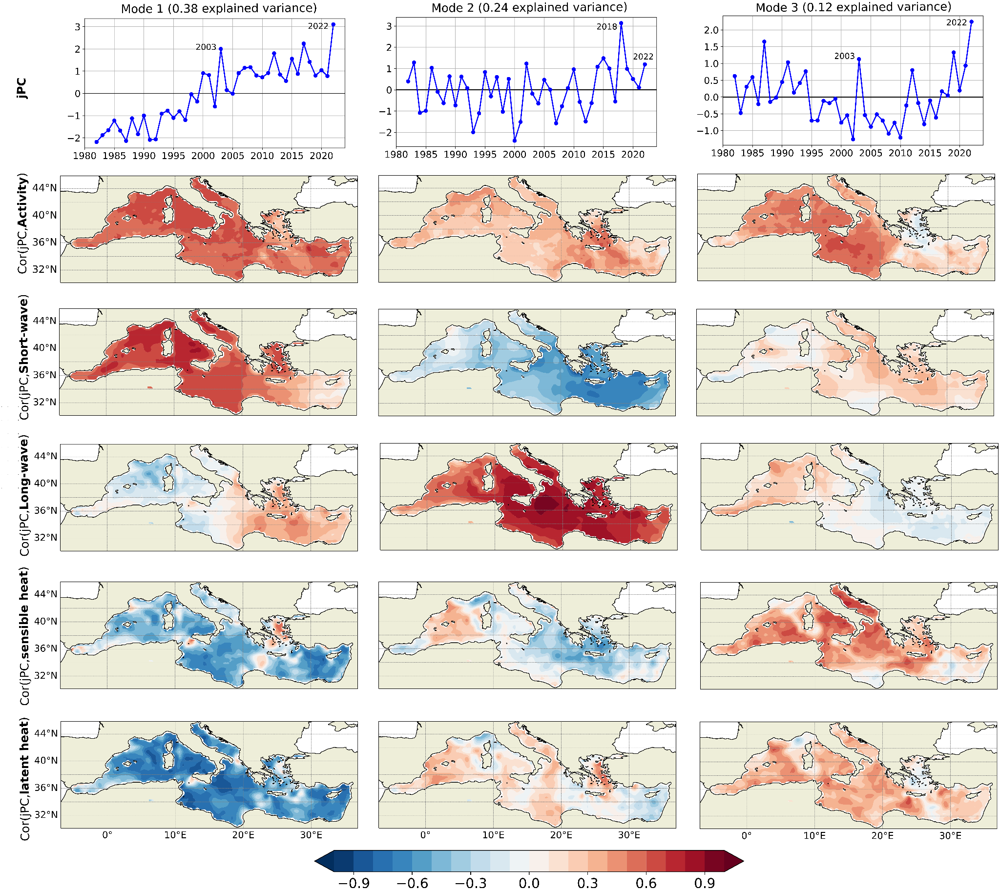 Mode 1 (0.38 explained variance)
Mode 2 (0.24 explained variance)
Mode 3 (0.12 explained variance)
jPC
3
2
1
0
−1
−2
2003
2022
1980 1985 1990 1995 2000 2005 2010 2015 2020
3
2
1
0
−1
−2
2018
2022
1980 1985 1990 1995 2000 2005 2010 2015 2020
2.0
1.5
1.0
0.5
0.0
−0.5
−1.0
2003
2022
1980 1985 1990 1995 2000 2005 2010 2015 2020
Cor(jPC,Activity)
44°N
40°N
36°N
32°N
Cor(jPC,Short-wave)
44°N
40°N
36°N
32°N
Cor(jPC,Long-wave)
44°N
40°N
36°N
32°N
Cor(jPC,sensible heat)
44°N
40°N
36°N
32°N
Cor(jPC,latent heat)
44°N
40°N
36°N
32°N
0° 10°E 20°E 30°E
0° 10°E 20°E 30°E
0° 10°E 20°E 30°E
−0.9 −0.6 −0.3 0.0 0.3 0.6 0.9